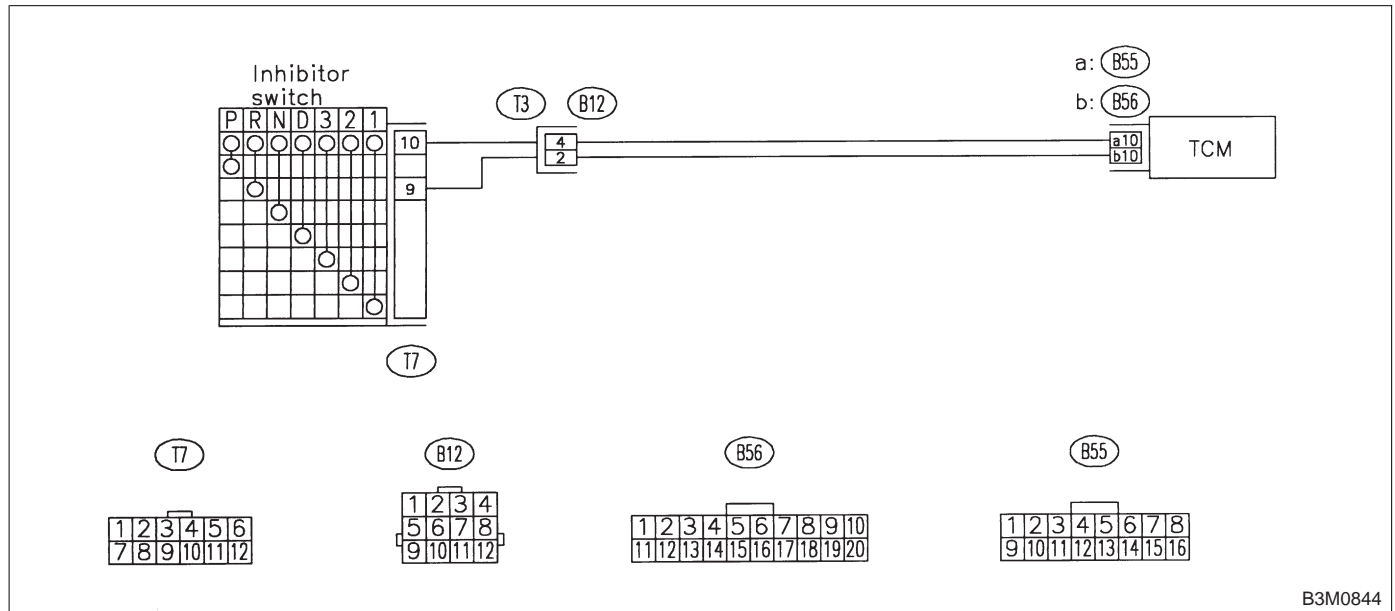 Inhibitor
switch
P R N D 3 2 1
10
9
T7
T3 B12
4
2
a: B55
b: B56
a10
b10
TCM
T7
1 2 3 4 5 6
7 8 9 10 11 12
B12
1 2 3 4
5 6 7 8
9 10 11 12
B56
1 2 3 4 5 6 7 8 9 10
11 12 13 14 15 16 17 18 19 20
B55
1 2 3 4 5 6 7 8
9 10 11 12 13 14 15 16
B3M0844